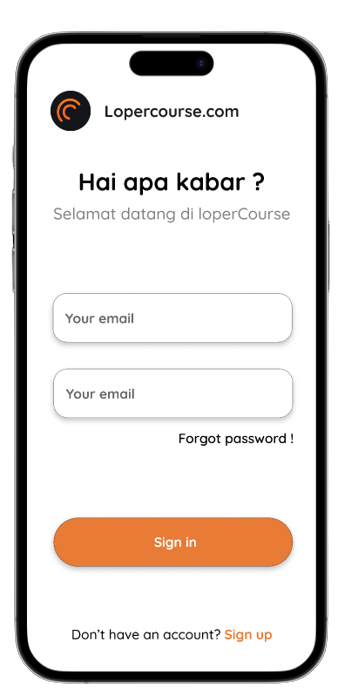 Lopercourse.com
Hai apa kabar ?
Selamat datang di loperCourse
Your email
Your email
Forgot password !
Sign in
Don't have an account? Sign up